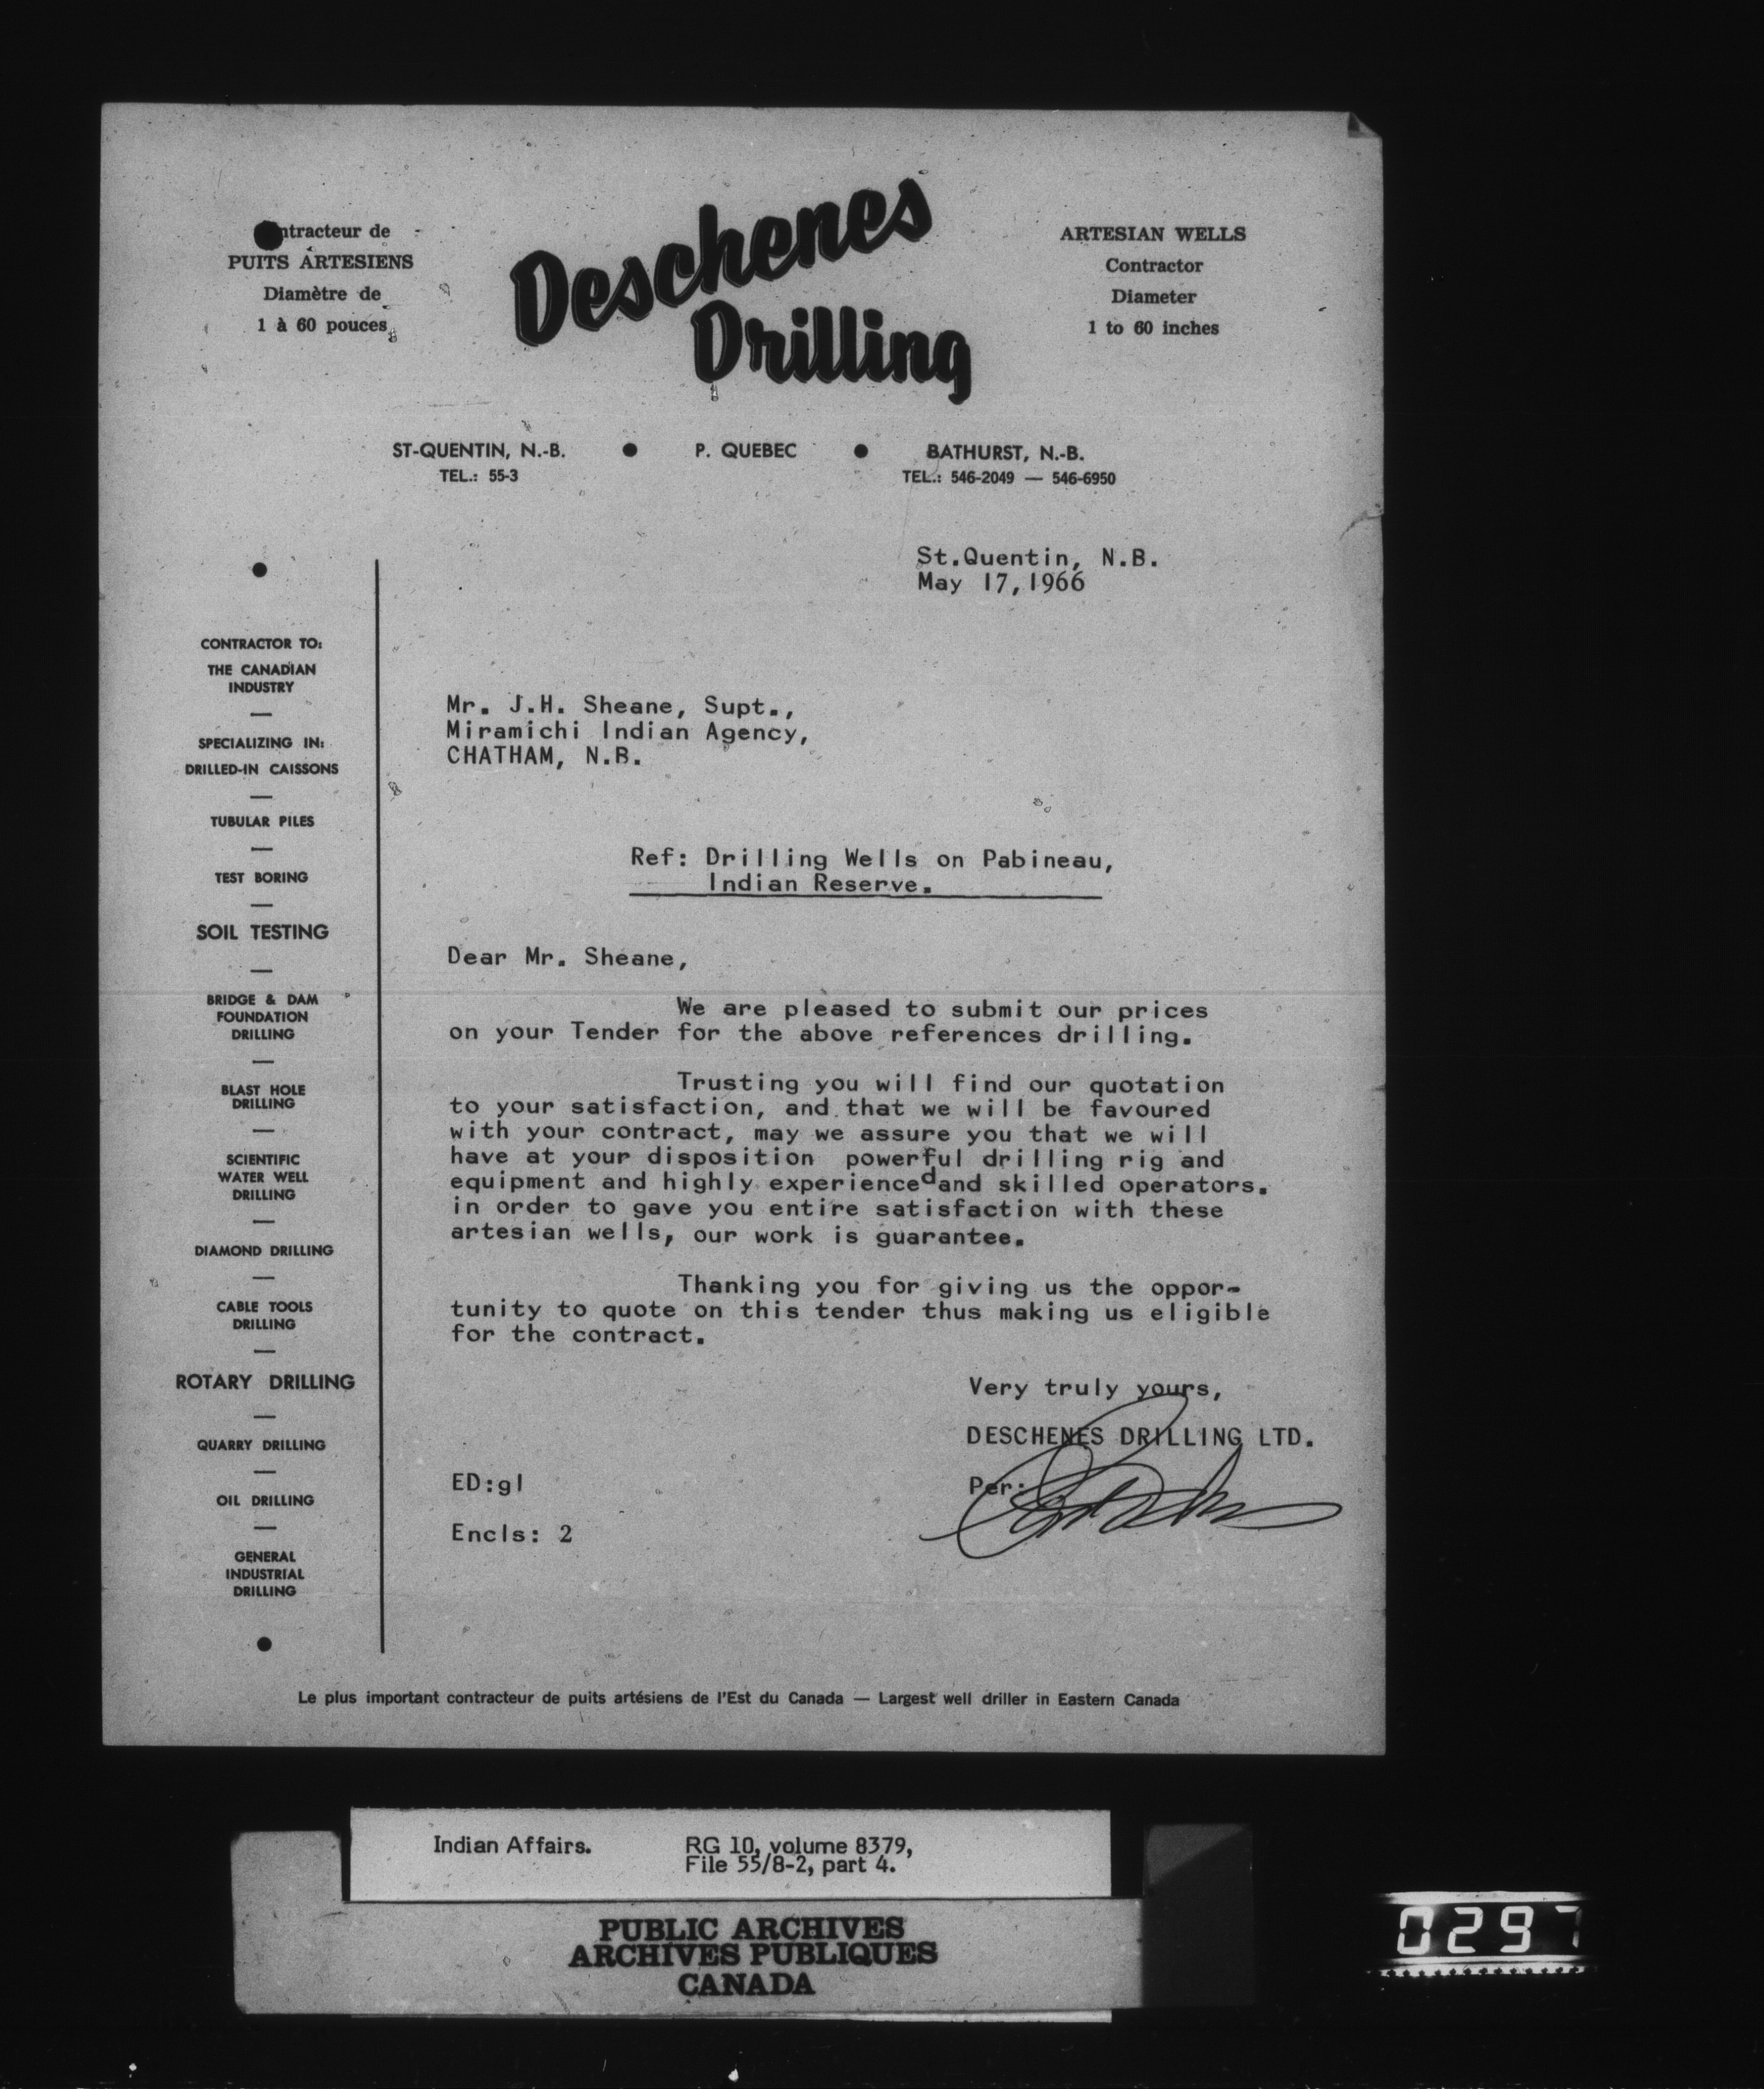 ntracteur de
PUITS ARTESIENS
Diamètre de
1 à 60 pouces
Deschenes
Drilling
ARTESIAN WELLS
Contractor
Diameter
1 to 60 inches
ST-QUENTIN, N.-B. ● P. QUEBEC ● BATHURST, N.-B.
TEL.: 55-3
TEL.: 546-2049 — 546-6950
St.Quentin, N.B.
May 17,1966
CONTRACTOR TO:
THE CANADIAN
INDUSTRY
—
SPECIALIZING IN:
DRILLED-IN CAISSONS
—
TUBULAR PILES
—
TEST BORING
—
SOIL TESTING
—
BRIDGE & DAM
FOUNDATION
DRILLING
—
BLAST HOLE
DRILLING
—
SCIENTIFIC
WATER WELL
DRILLING
—
DIAMOND DRILLING
—
CABLE TOOLS
DRILLING
—
ROTARY DRILLING
—
QUARRY DRILLING
—
OIL DRILLING
—
GENERAL
INDUSTRIAL
DRILLING
Mr. J.H. Sheane, Supt.,
Miramichi Indian Agency,
CHATHAM, N.B.
Ref: Drilling Wells on Pabineau,
Indian Reserve.
Dear Mr. Sheane,
We are pleased to submit our prices
on your Tender for the above references drilling.
Trusting you will find our quotation
to your satisfaction, and that we will be favoured
with your contract, may we assure you that we will
have at your disposition powerful drilling rig and
equipment and highly experienced and skilled operators.
in order to gave you entire satisfaction with these
artesian wells, our work is guarantee.
Thanking you for giving us the oppor-
tunity to quote on this tender thus making us eligible
for the contract.
Very truly yours,
DESCHENES DRILLING LTD.
Per:
ED:gl
Encls: 2
Le plus important contracteur de puits artésiens de l'Est du Canada — Largest well driller in Eastern Canada
Indian Affairs. RG 10, volume 8379,
File 55/8-2, part 4.
PUBLIC ARCHIVES
ARCHIVES PUBLIQUES
CANADA
0297